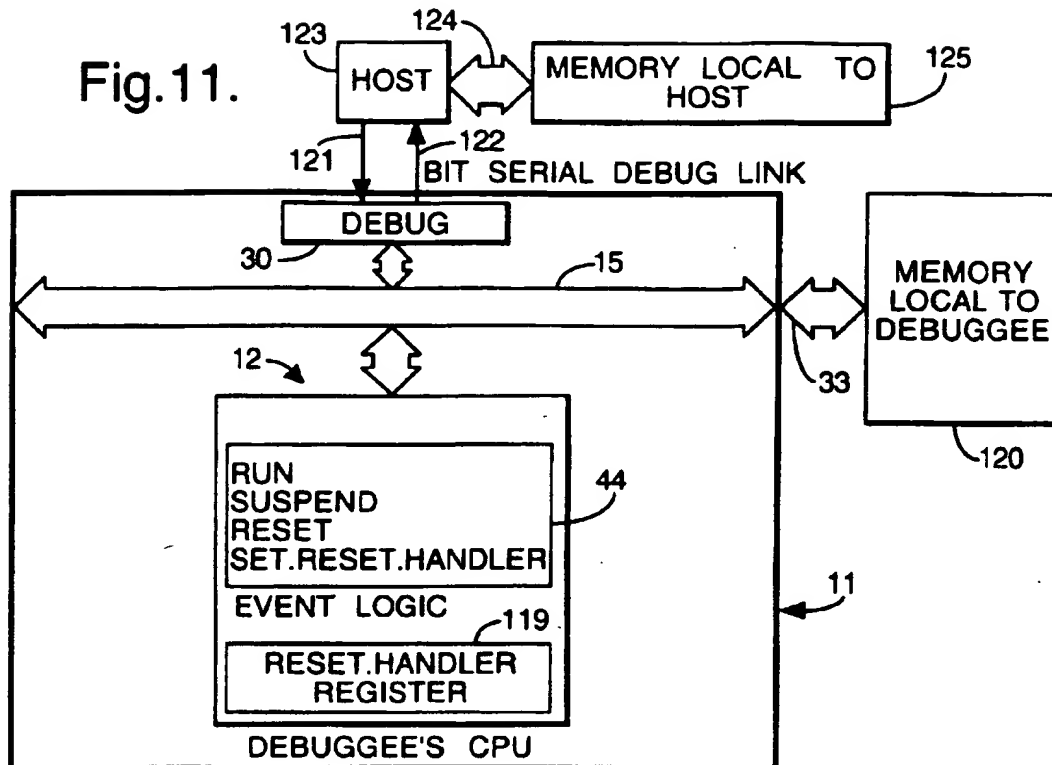 Fig.11.
123
HOST
124
MEMORY LOCAL TO
HOST
125
121
122
BIT SERIAL DEBUG LINK
DEBUG
30
15
MEMORY
LOCAL TO
DEBUGGEE
33
120
12
RUN
SUSPEND
RESET
SET.RESET.HANDLER
44
EVENT LOGIC
11
119
RESET.HANDLER
REGISTER
DEBUGGEE'S CPU